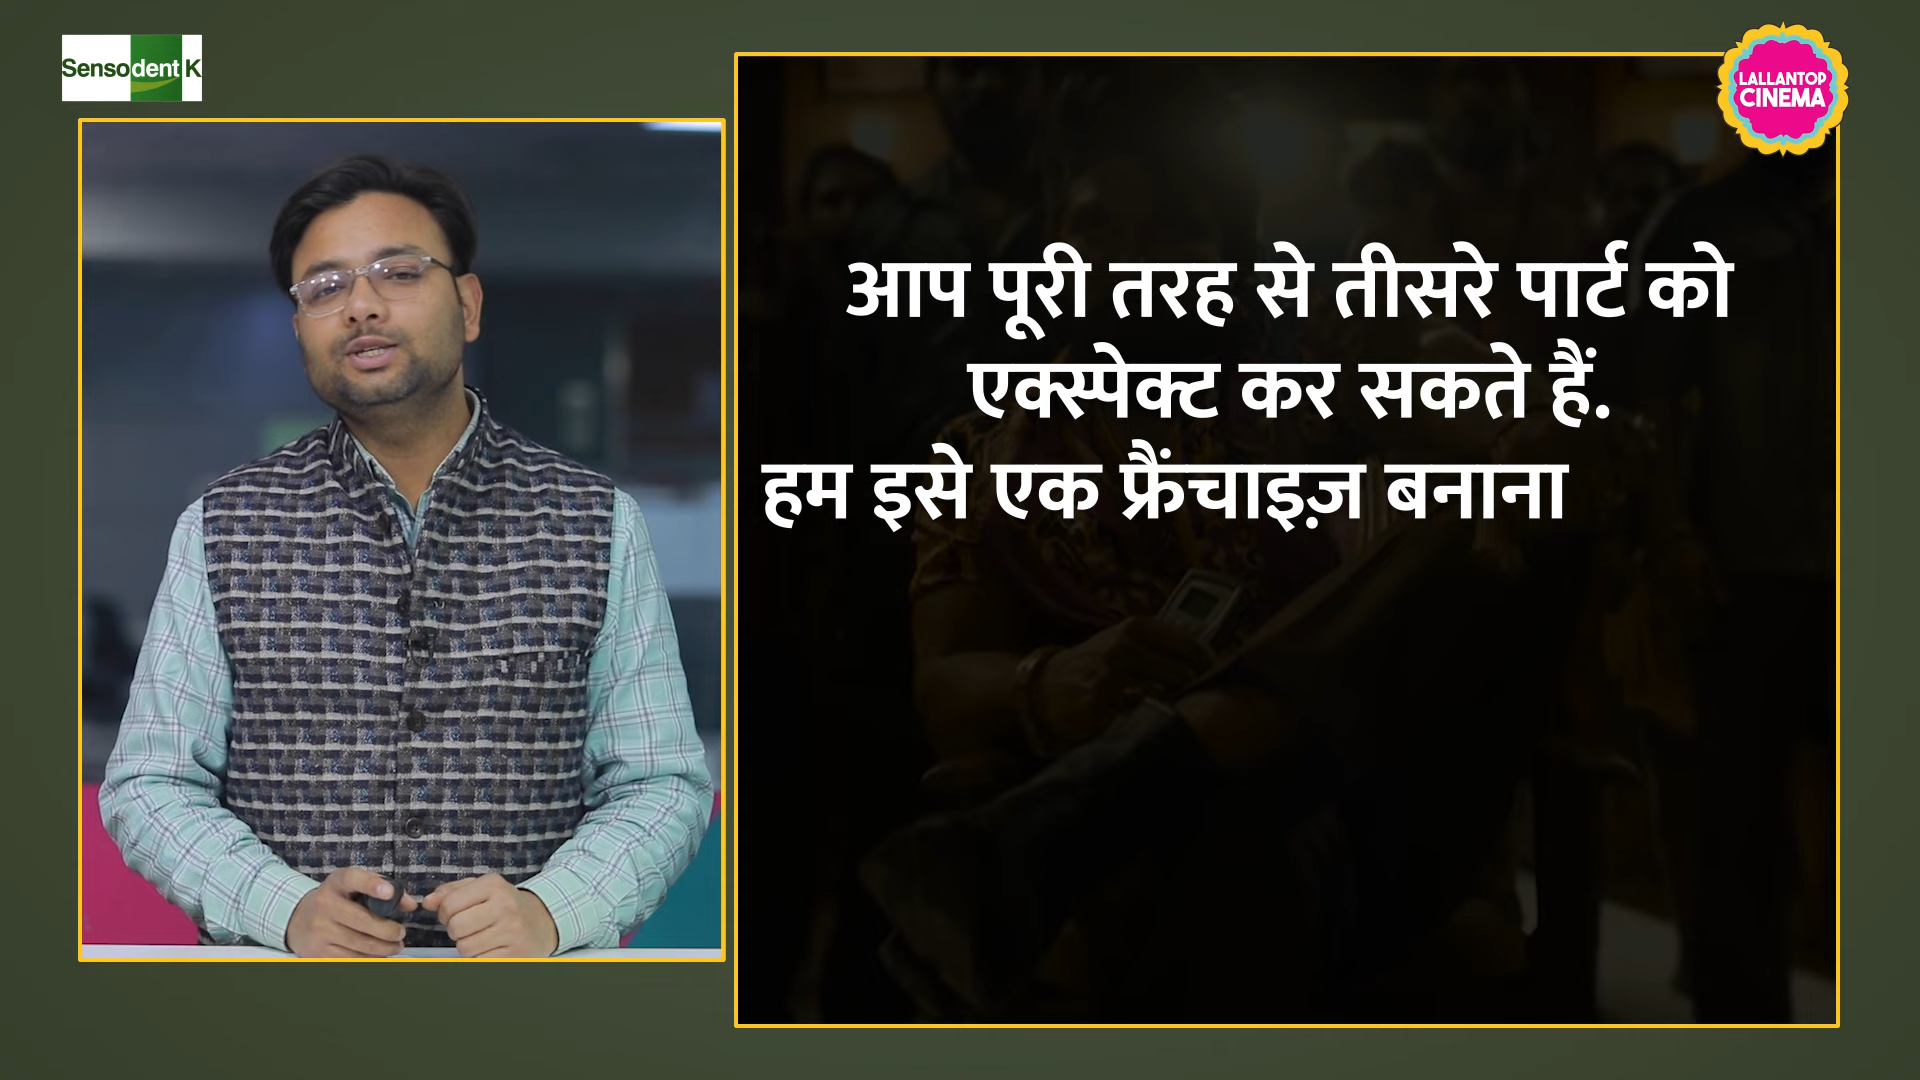 Sensodent K
LALLANTOP
CINEMA
आप पूरी तरह से तीसरे पार्ट को
एक्स्पेक्ट कर सकते हैं.
हम इसे एक फ्रैंचाइज़ बनाना